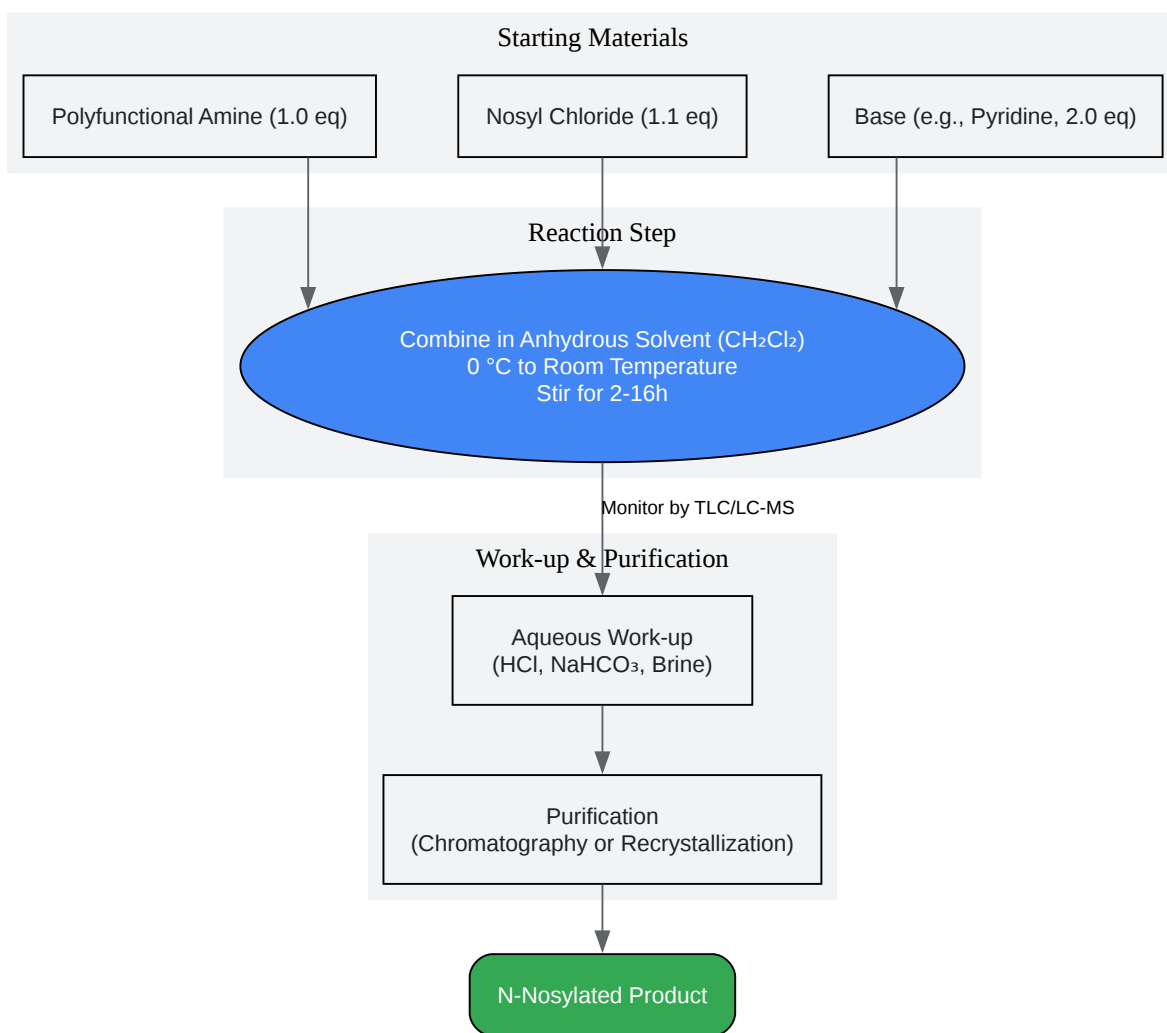 Starting Materials
Polyfunctional Amine (1.0 eq)
Nosyl Chloride (1.1 eq)
Base (e.g., Pyridine, 2.0 eq)
Reaction Step
Combine in Anhydrous Solvent (CH₂Cl₂)
0 °C to Room Temperature
Stir for 2-16h
Monitor by TLC/LC-MS
Work-up & Purification
Aqueous Work-up
(HCl, NaHCO₃, Brine)
Purification
(Chromatography or Recrystallization)
N-Nosylated Product